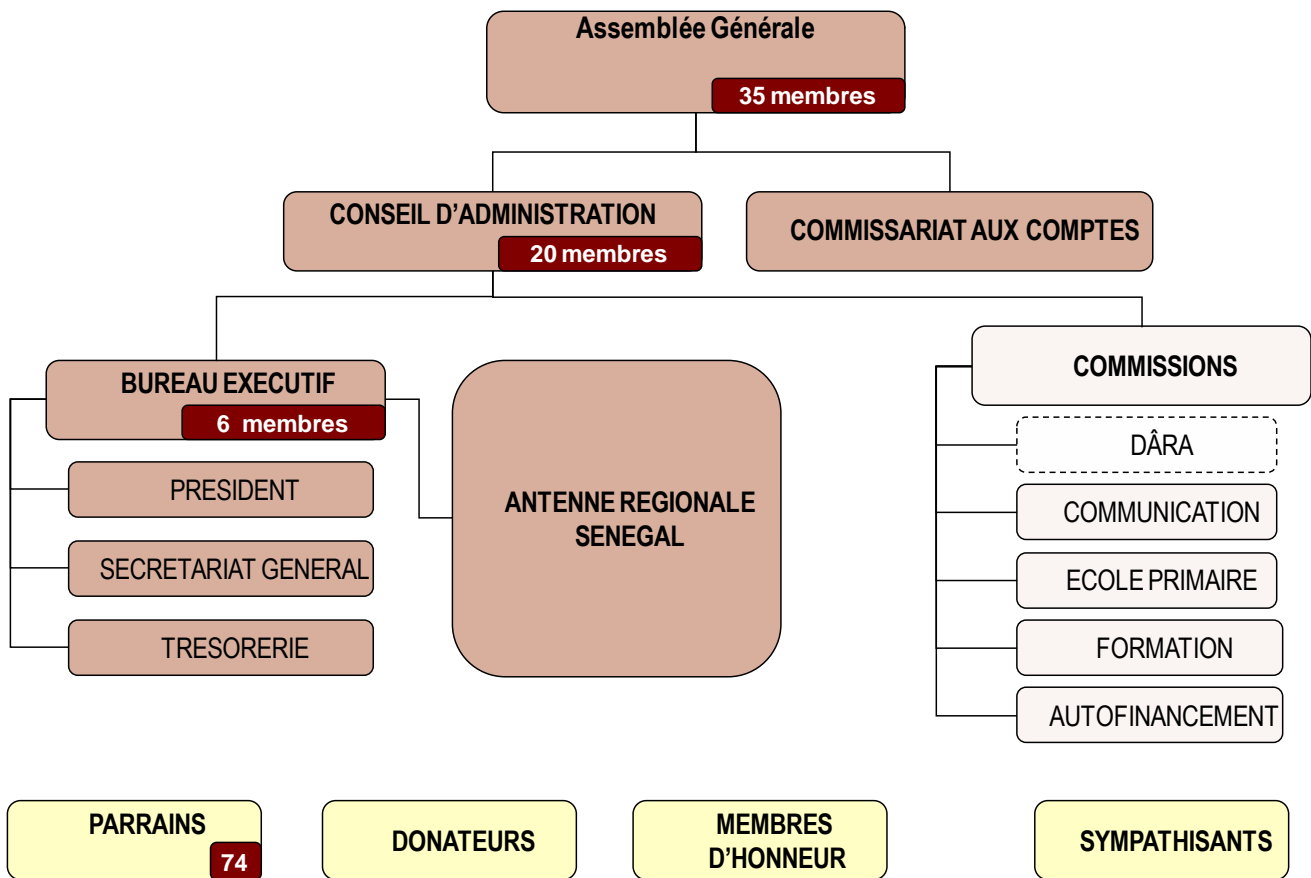 Assemblée Générale
35 membres
CONSEIL D'ADMINISTRATION
20 membres
COMMISSARIAT AUX COMPTES
BUREAU EXECUTIF
6 membres
PRESIDENT
SECRETARIAT GENERAL
TRESORERIE
ANTENNE REGIONALE
SENEGAL
COMMISSIONS
DÂRA
COMMUNICATION
ECOLE PRIMAIRE
FORMATION
AUTOFINANCEMENT
PARRAINS
74
DONATEURS
MEMBRES
D'HONNEUR
SYMPATHISANTS